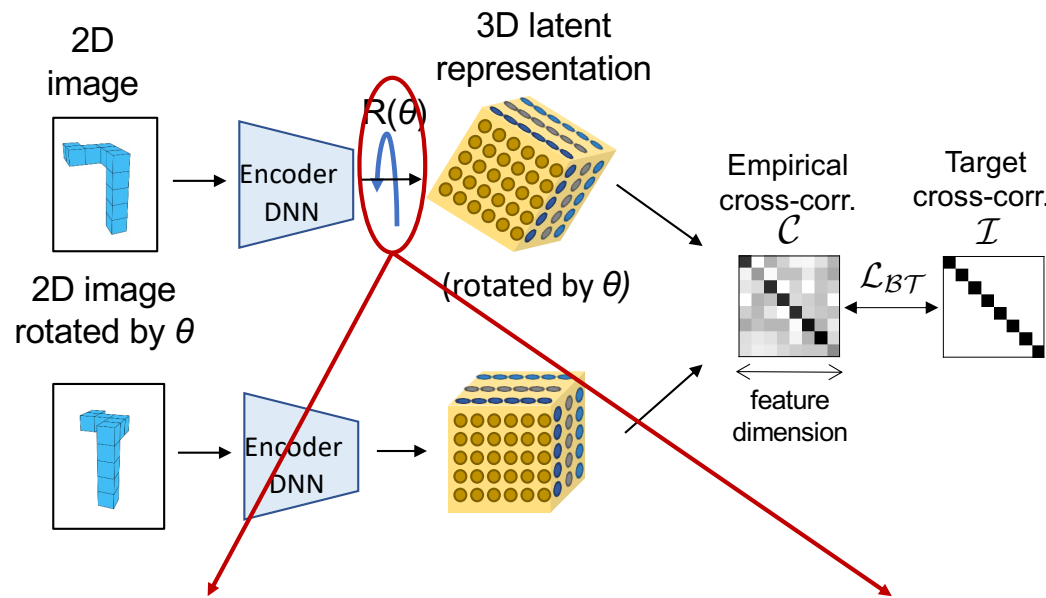 2D
image
Encoder
DNN
R(θ)
3D latent
representation
(rotated by θ)
2D image
rotated by θ
Encoder
DNN
Empirical
cross-corr.
𝒞
Target
cross-corr.
ℐ
ℒ_ℬ𝒯
feature
dimension